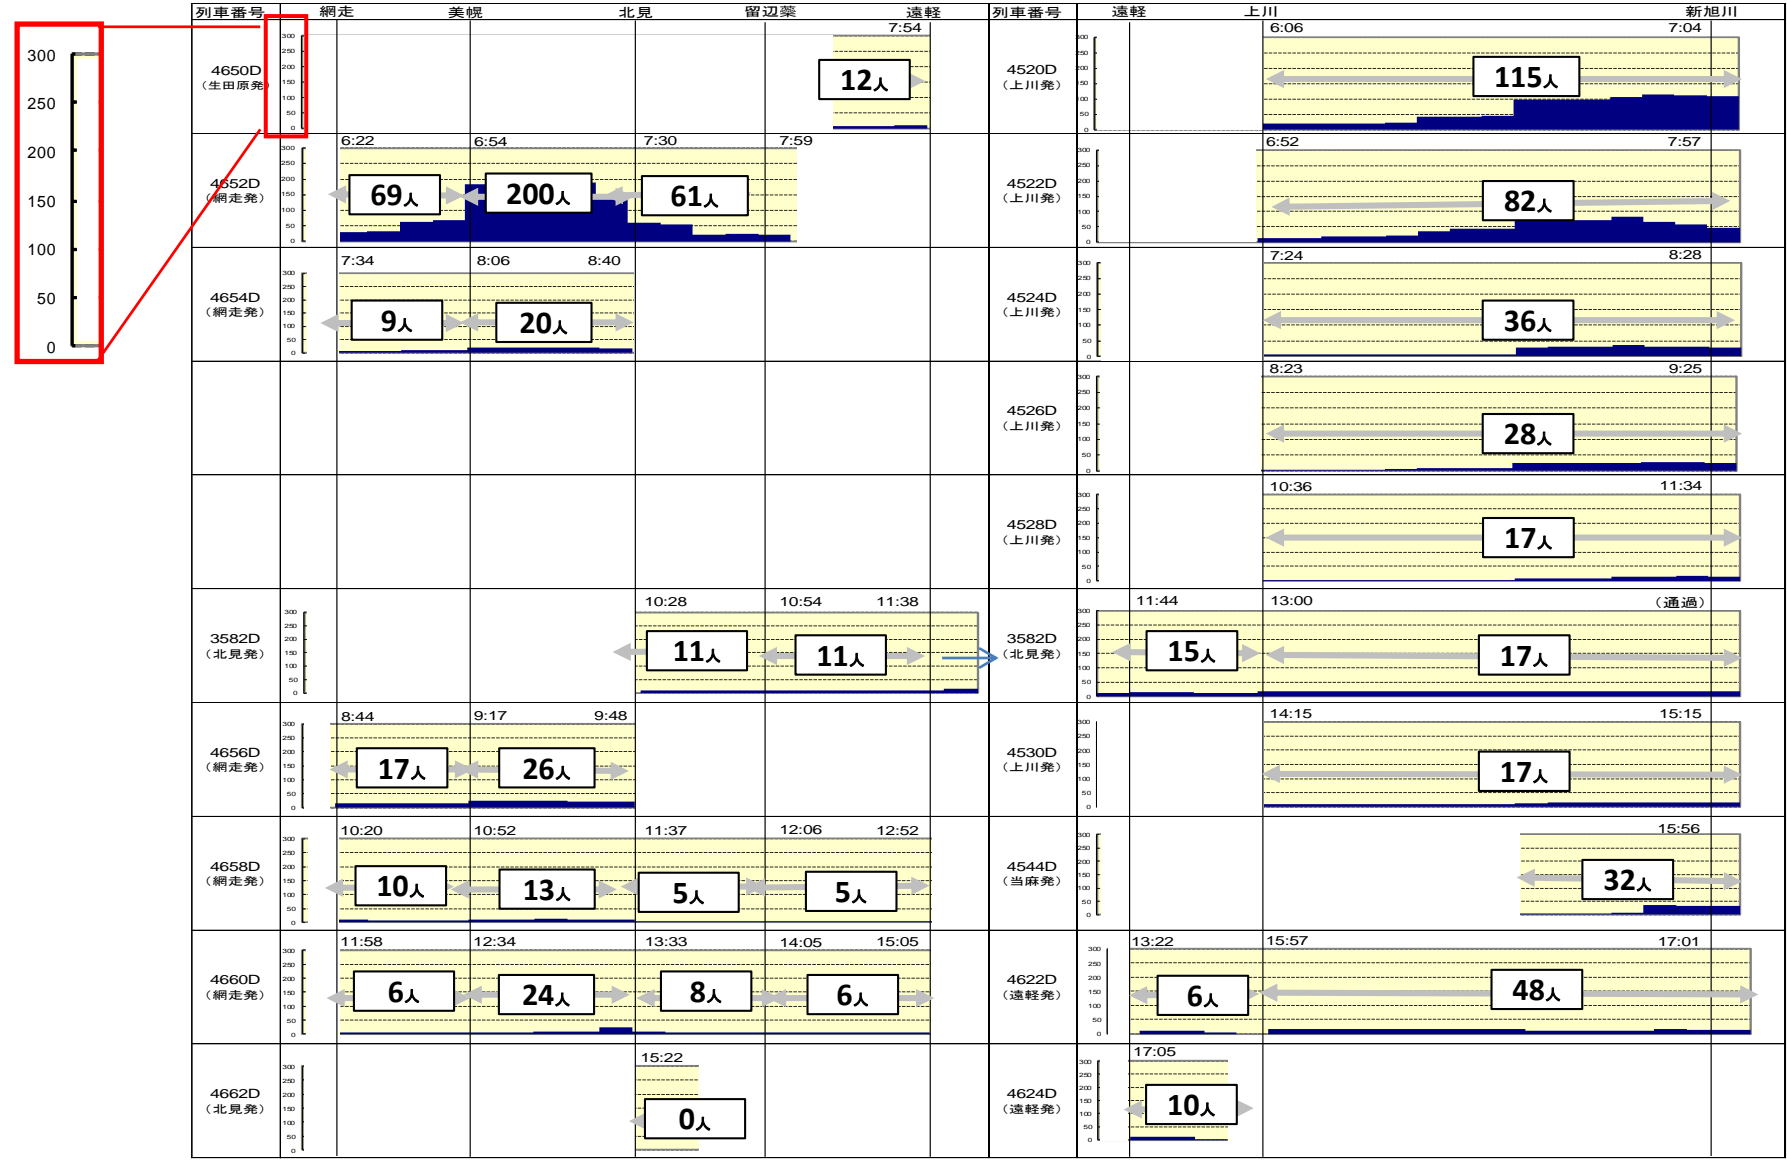 300
250
200
150
100
50
0
列車番号 網走 美幌 北見 留辺蘂 遠軽 列車番号 遠軽 上川 新旭川
7:54 6:06 7:04
4650D
(生田原発)
12人
4520D
(上川発)
115人
6:22 6:54 7:30 7:59 6:52 7:57
4652D
(網走発)
69人 200人 61人
4522D
(上川発)
82人
7:34 8:06 8:40 7:24 8:28
4654D
(網走発)
9人 20人
4524D
(上川発)
36人
8:23 9:25
4526D
(上川発)
28人
10:36 11:34
4528D
(上川発)
17人
10:28 10:54 11:38 11:44 13:00 (通過)
3582D
(北見発)
11人 11人
3582D
(北見発)
15人 17人
8:44 9:17 9:48 14:15 15:15
4656D
(網走発)
17人 26人
4530D
(上川発)
17人
10:20 10:52 11:37 12:06 12:52 15:56
4658D
(網走発)
10人 13人 5人 5人
4544D
(当麻発)
32人
11:58 12:34 13:33 14:05 15:05 13:22 15:57 17:01
4660D
(網走発)
6人 24人 8人 6人
4622D
(遠軽発)
6人 48人
15:22 17:05
4662D
(北見発)
0人
4624D
(遠軽発)
10人